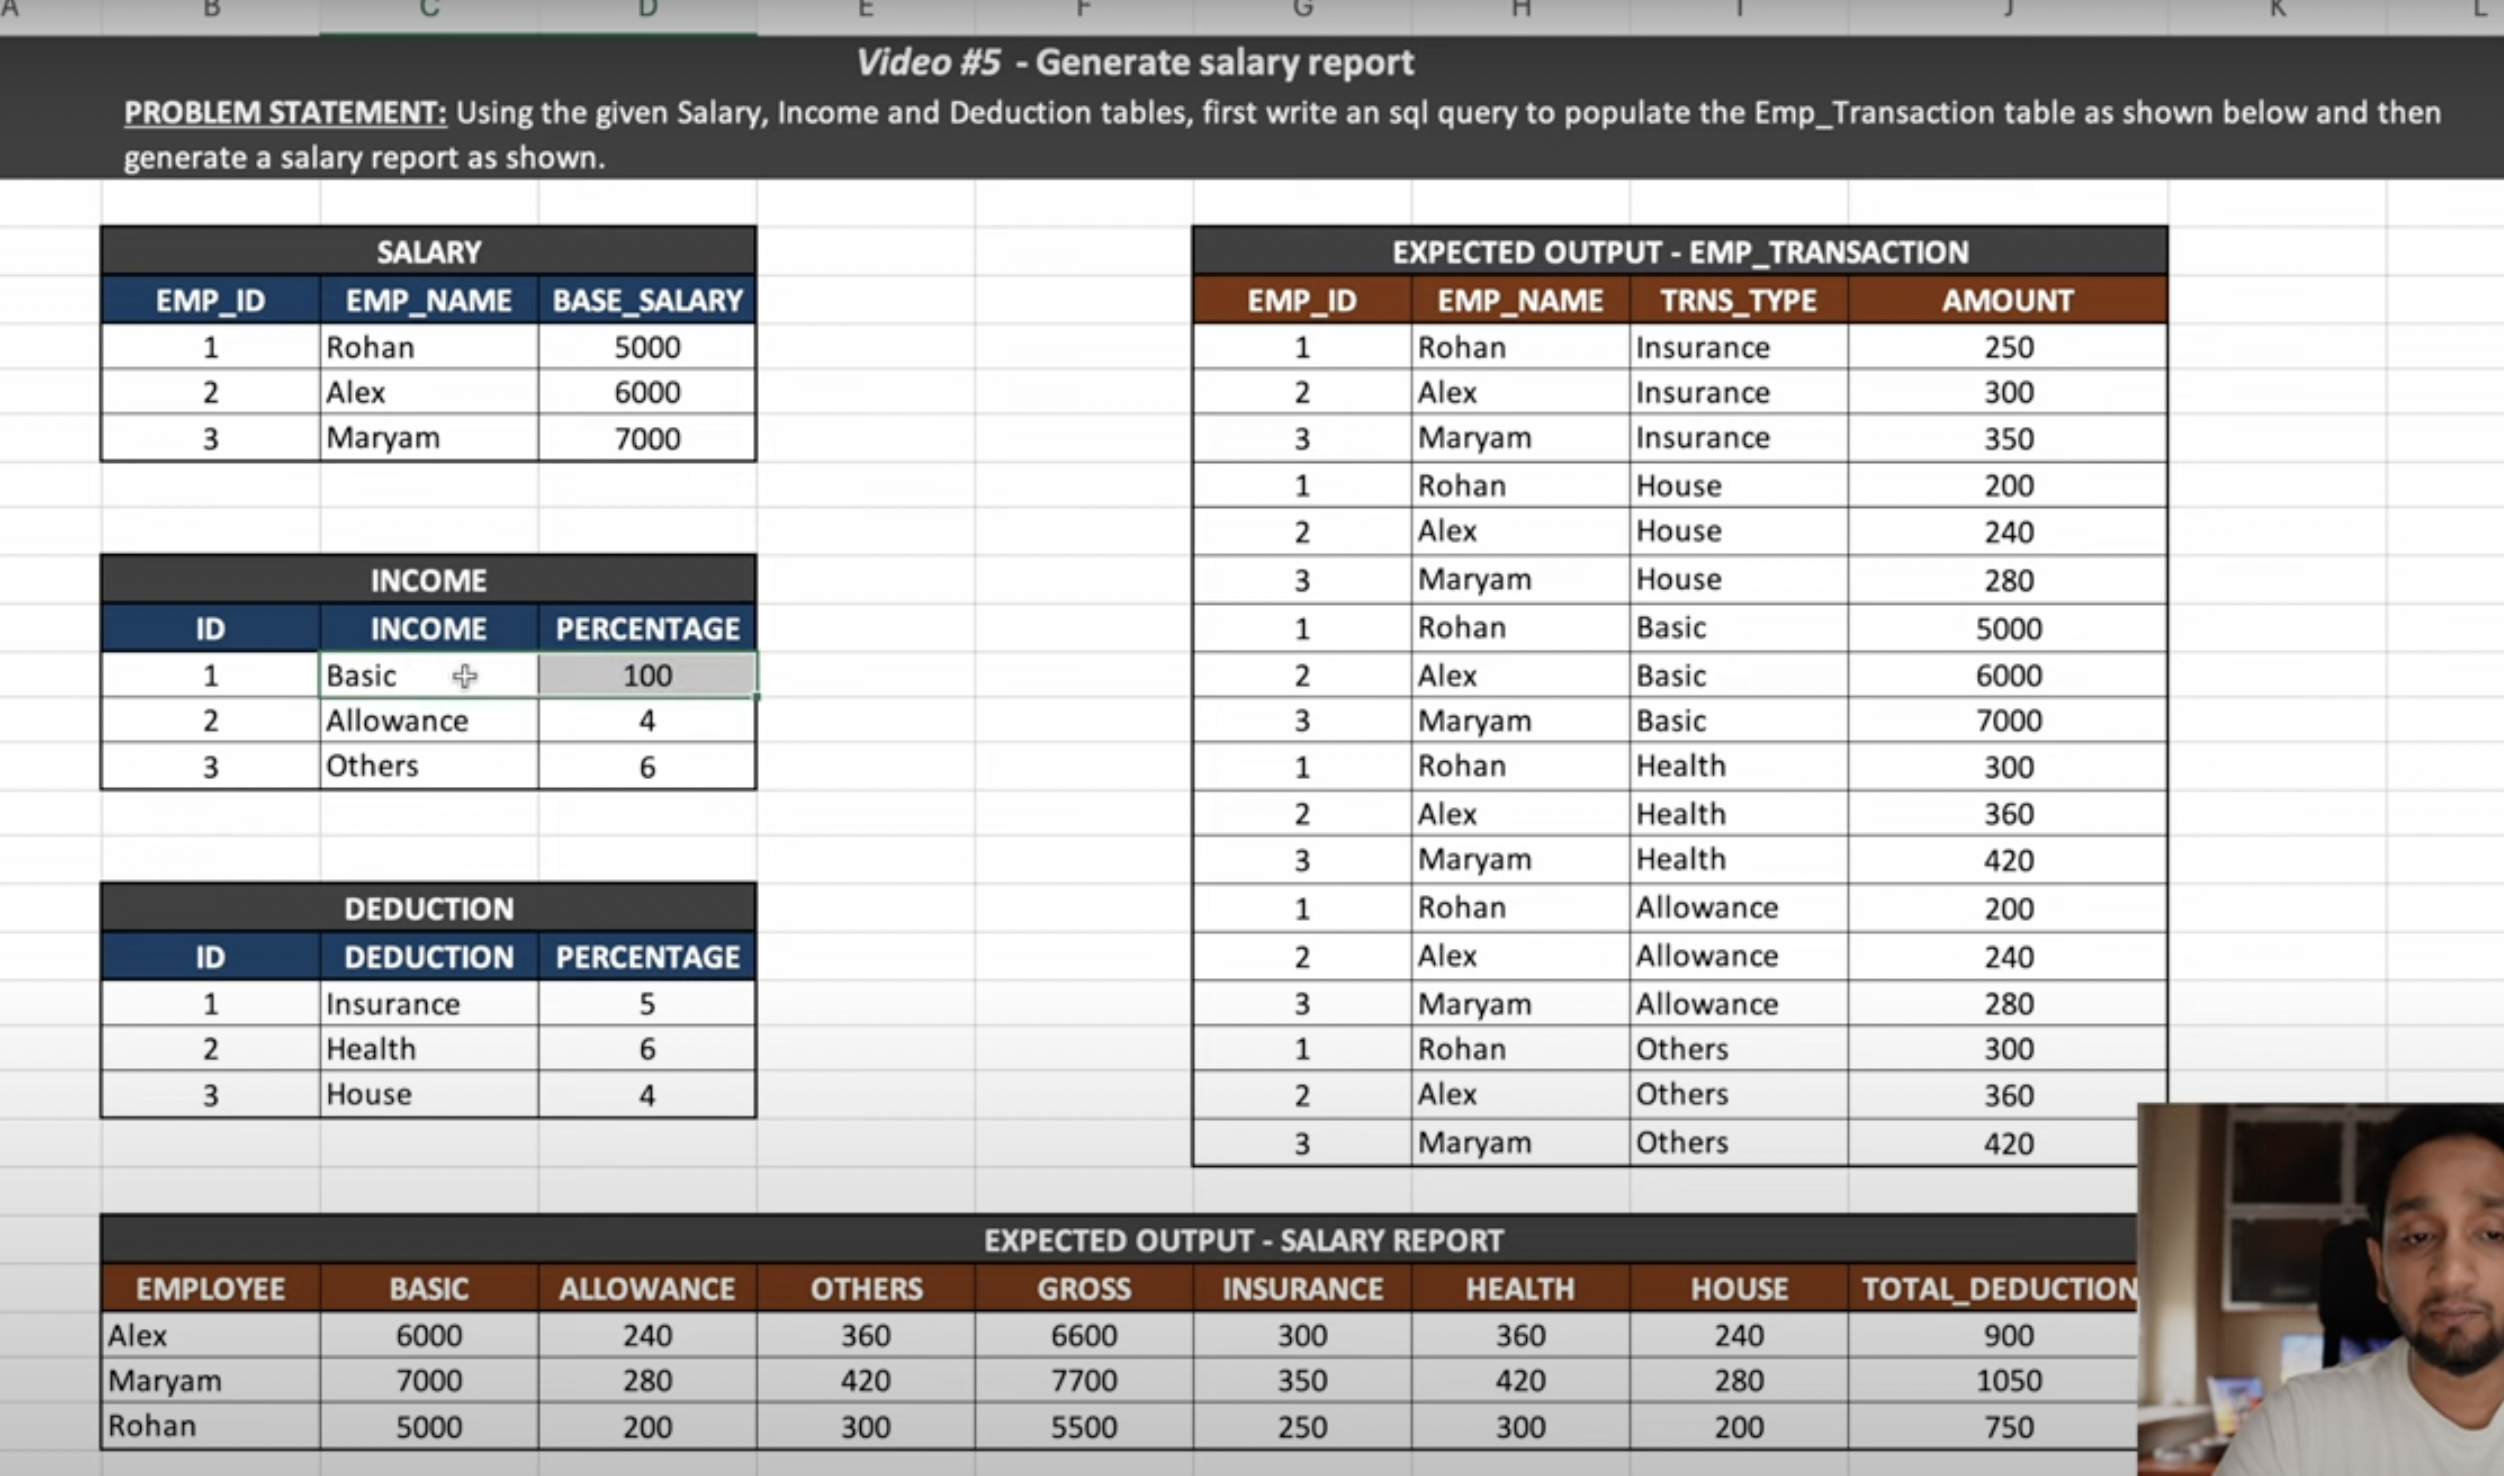 A B C D E F G H I J K L
Video #5 - Generate salary report
PROBLEM STATEMENT: Using the given Salary, Income and Deduction tables, first write an sql query to populate the Emp_Transaction table as shown below and then
generate a salary report as shown.
SALARY
EMP_ID EMP_NAME BASE_SALARY
1 Rohan 5000
2 Alex 6000
3 Maryam 7000
INCOME
ID INCOME PERCENTAGE
1 Basic 100
2 Allowance 4
3 Others 6
DEDUCTION
ID DEDUCTION PERCENTAGE
1 Insurance 5
2 Health 6
3 House 4
EXPECTED OUTPUT - EMP_TRANSACTION
EMP_ID EMP_NAME TRNS_TYPE AMOUNT
1 Rohan Insurance 250
2 Alex Insurance 300
3 Maryam Insurance 350
1 Rohan House 200
2 Alex House 240
3 Maryam House 280
1 Rohan Basic 5000
2 Alex Basic 6000
3 Maryam Basic 7000
1 Rohan Health 300
2 Alex Health 360
3 Maryam Health 420
1 Rohan Allowance 200
2 Alex Allowance 240
3 Maryam Allowance 280
1 Rohan Others 300
2 Alex Others 360
3 Maryam Others 420
EXPECTED OUTPUT - SALARY REPORT
EMPLOYEE BASIC ALLOWANCE OTHERS GROSS INSURANCE HEALTH HOUSE TOTAL_DEDUCTION
Alex 6000 240 360 6600 300 360 240 900
Maryam 7000 280 420 7700 350 420 280 1050
Rohan 5000 200 300 5500 250 300 200 750